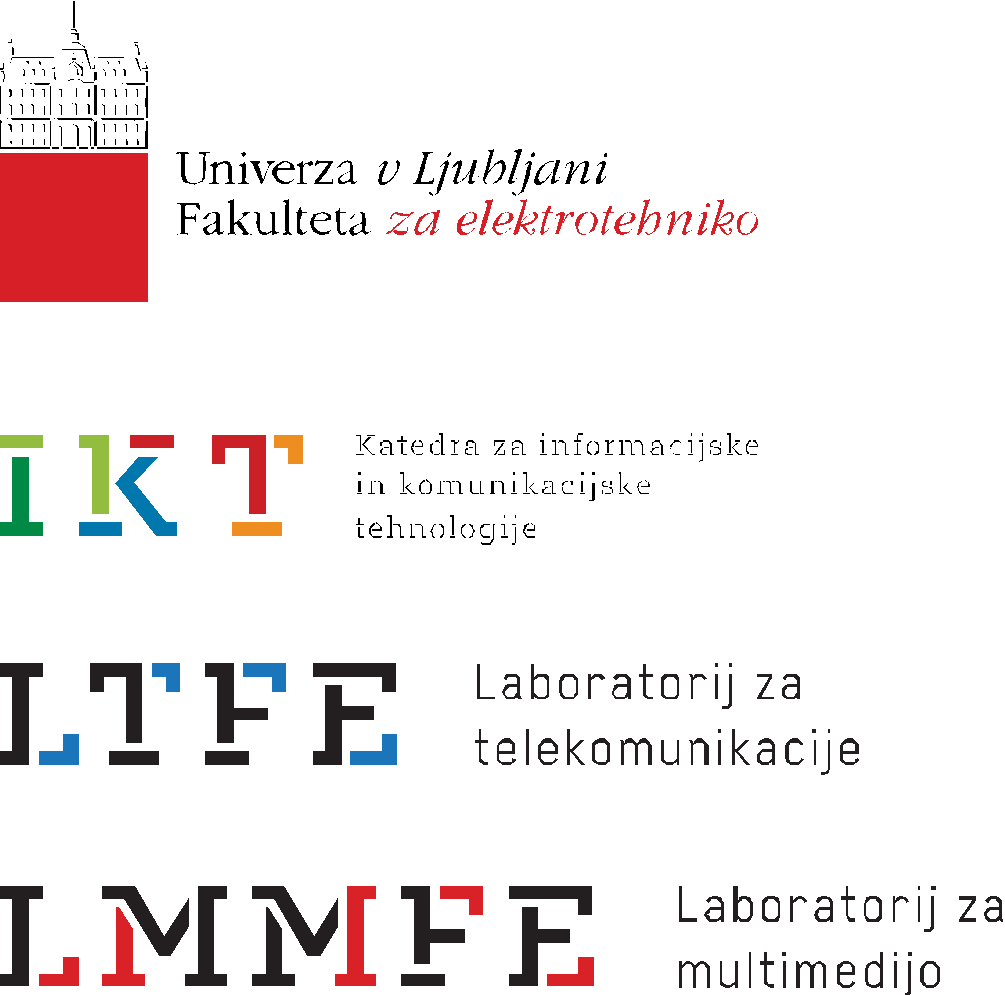 Univerza v Ljubljani
Fakulteta za elektrotehniko
IKT
Katedra za informacijske
in komunikacijske
tehnologije
LTFE
Laboratorij za
telekomunikacije
LMMFE
Laboratorij za
multimedijo